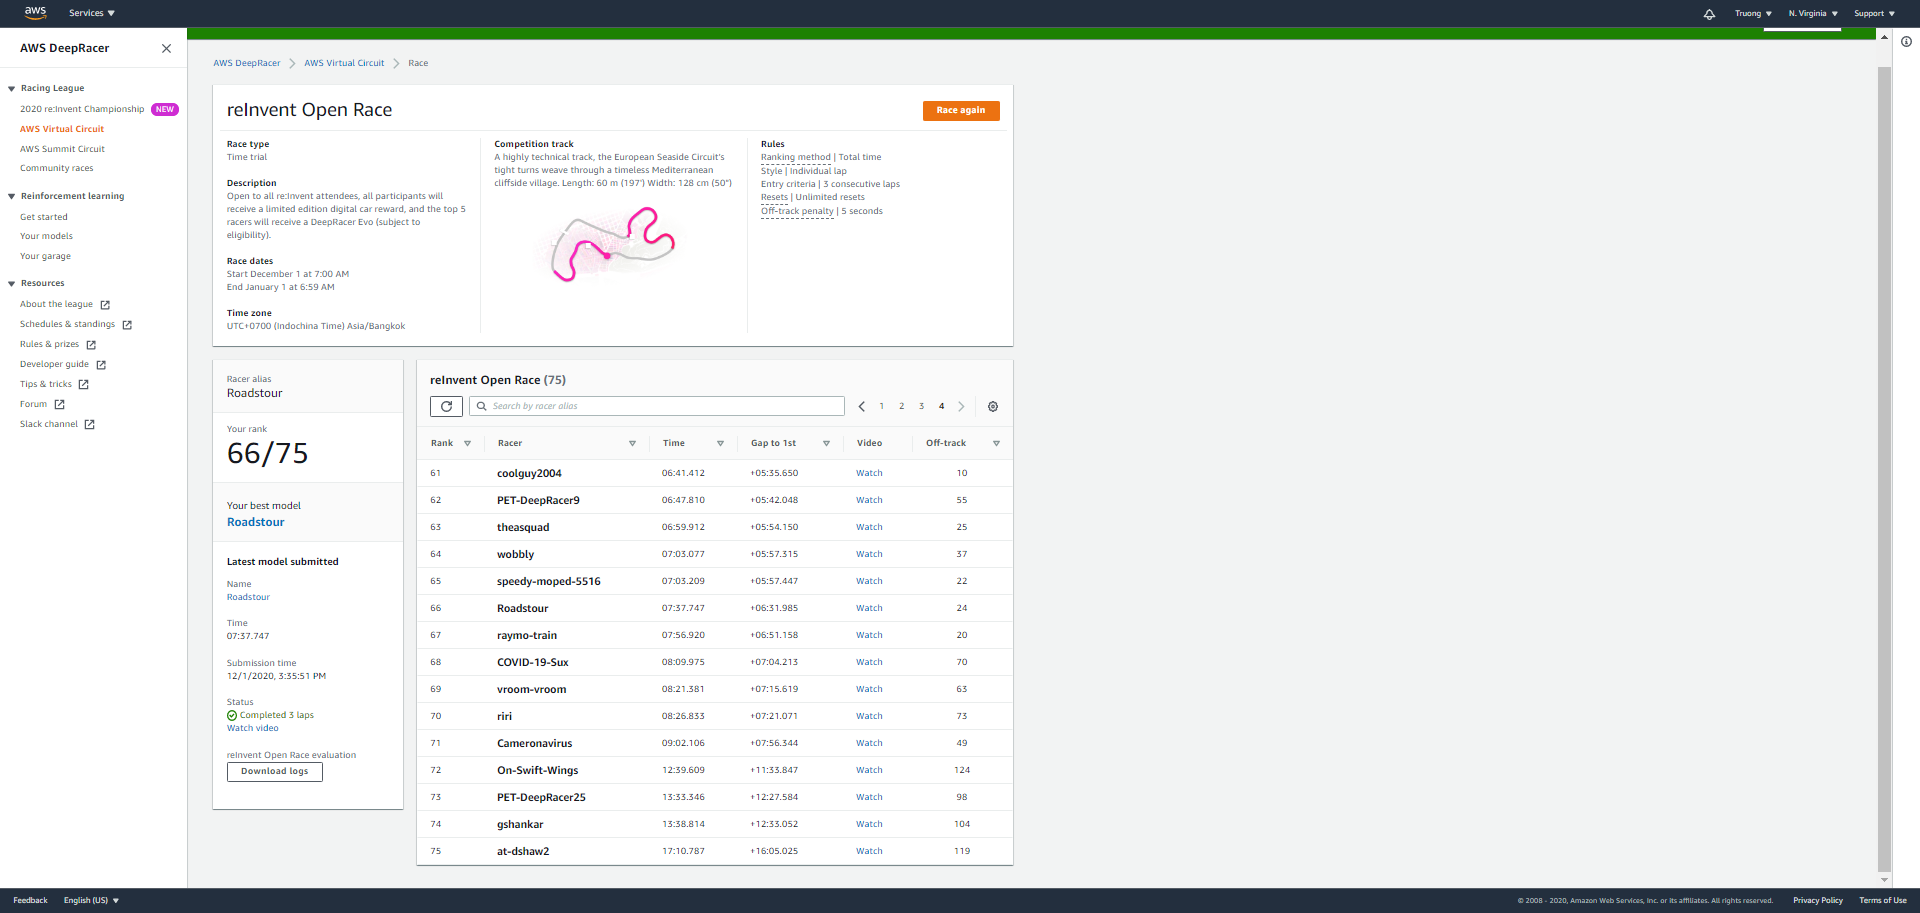 aws Services Truong N. Virginia Support
AWS DeepRacer
Racing League
2020 re:Invent Championship NEW
AWS Virtual Circuit
AWS Summit Circuit
Community races
Reinforcement learning
Get started
Your models
Your garage
Resources
About the league
Schedules & standings
Rules & prizes
Developer guide
Tips & tricks
Forum
Slack channel
AWS DeepRacer AWS Virtual Circuit Race
reInvent Open Race
Race again
Race type
Time trial
Description
Open to all re:Invent attendees, all participants will
receive a limited edition digital car reward, and the top 5
racers will receive a DeepRacer Evo (subject to
eligibility).
Race dates
Start December 1 at 7:00 AM
End January 1 at 6:59 AM
Time zone
UTC+0700 (Indochina Time) Asia/Bangkok
Competition track
A highly technical track, the European Seaside Circuit's
tight turns weave through a timeless Mediterranean
cliffside village. Length: 60 m (197') Width: 128 cm (50")
Rules
Ranking method | Total time
Style | Individual lap
Entry criteria | 3 consecutive laps
Resets | Unlimited resets
Off-track penalty | 5 seconds
Racer alias
Roadstour
Your rank
66/75
Your best model
Roadstour
Latest model submitted
Name
Roadstour
Time
07:37.747
Submission time
12/1/2020, 3:35:51 PM
Status
Completed 3 laps
Watch video
reInvent Open Race evaluation
Download logs
reInvent Open Race (75)
Search by racer alias 1 2 3 4
Rank Racer Time Gap to 1st Video Off-track
61 coolguy2004 06:41.412 +05:35.650 Watch 10
62 PET-DeepRacer9 06:47.810 +05:42.048 Watch 55
63 theasquad 06:59.912 +05:54.150 Watch 25
64 wobbly 07:03.077 +05:57.315 Watch 37
65 speedy-moped-5516 07:03.209 +05:57.447 Watch 22
66 Roadstour 07:37.747 +06:31.985 Watch 24
67 raymo-train 07:56.920 +06:51.158 Watch 20
68 COVID-19-Sux 08:09.975 +07:04.213 Watch 70
69 vroom-vroom 08:21.381 +07:15.619 Watch 63
70 riri 08:26.833 +07:21.071 Watch 73
71 Cameronavirus 09:02.106 +07:56.344 Watch 49
72 On-Swift-Wings 12:39.609 +11:33.847 Watch 124
73 PET-DeepRacer25 13:33.346 +12:27.584 Watch 98
74 gshankar 13:38.814 +12:33.052 Watch 104
75 at-dshaw2 17:10.787 +16:05.025 Watch 119
Feedback English (US) © 2008 - 2020, Amazon Web Services, Inc. or its affiliates. All rights reserved. Privacy Policy Terms of Use